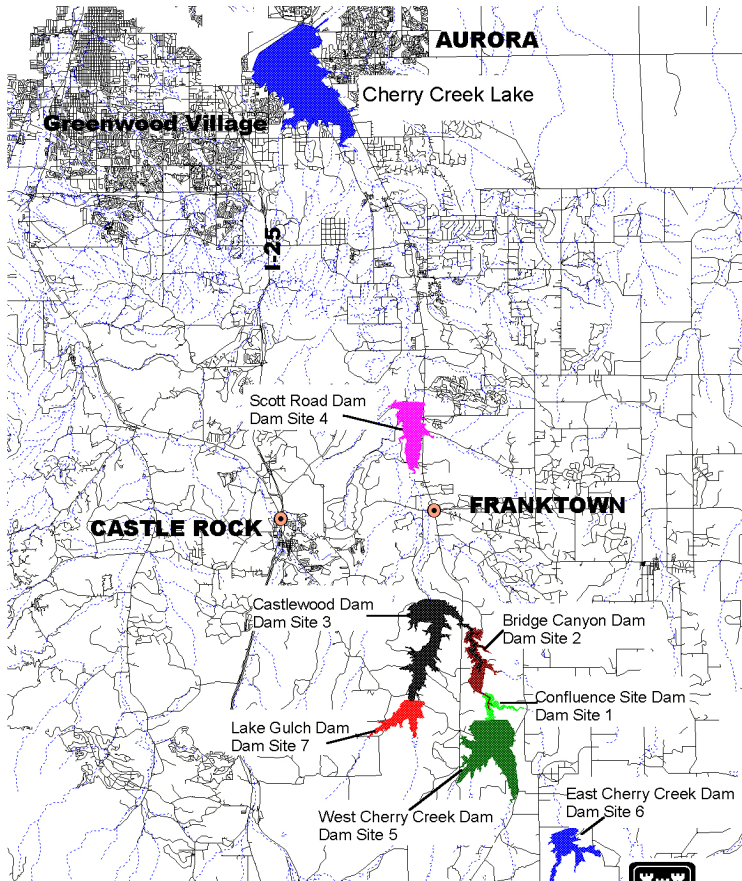 AURORA
Cherry Creek Lake
Greenwood Village
I-25
Scott Road Dam
Dam Site 4
FRANKTOWN
CASTLE ROCK
Castlewood Dam
Dam Site 3
Bridge Canyon Dam
Dam Site 2
Confluence Site Dam
Dam Site 1
Lake Gulch Dam
Dam Site 7
East Cherry Creek Dam
Dam Site 6
West Cherry Creek Dam
Dam Site 5